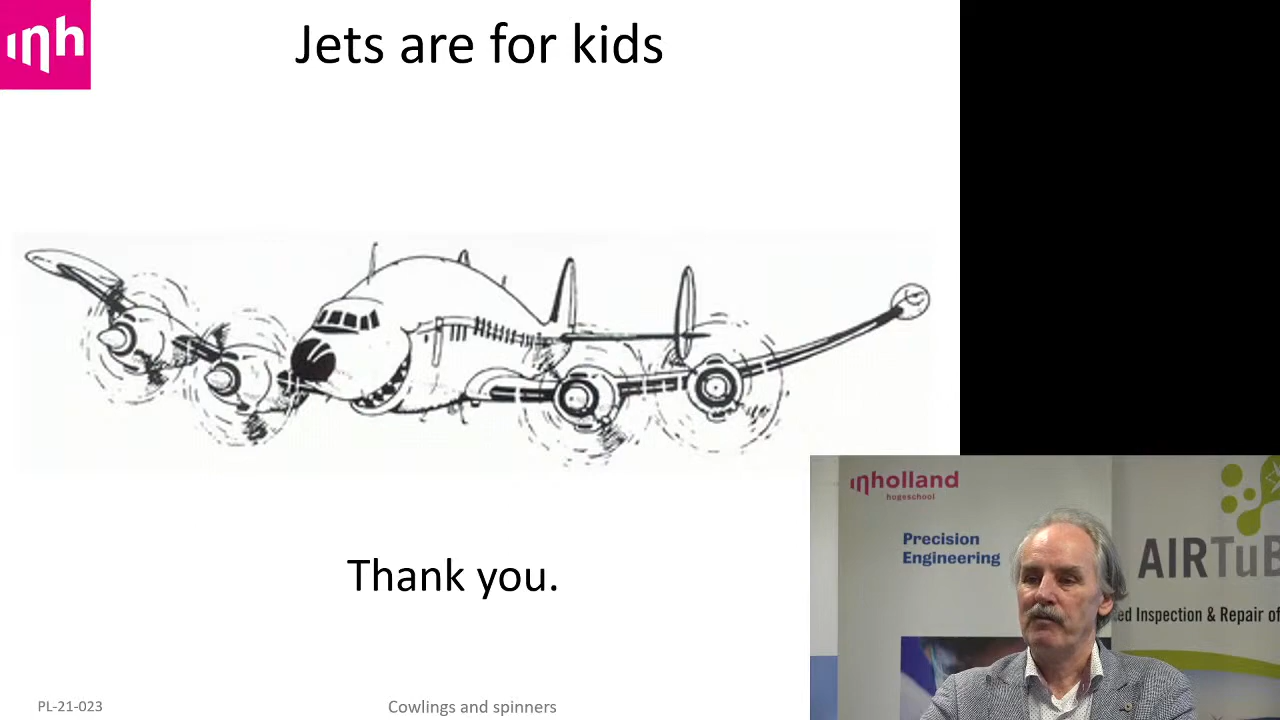 inh
Jets are for kids
Thank you.
PL-21-023
Cowlings and spinners
inholland
hogeschool
Precision
Engineering
AIRTuB
ed Inspection & Repair of